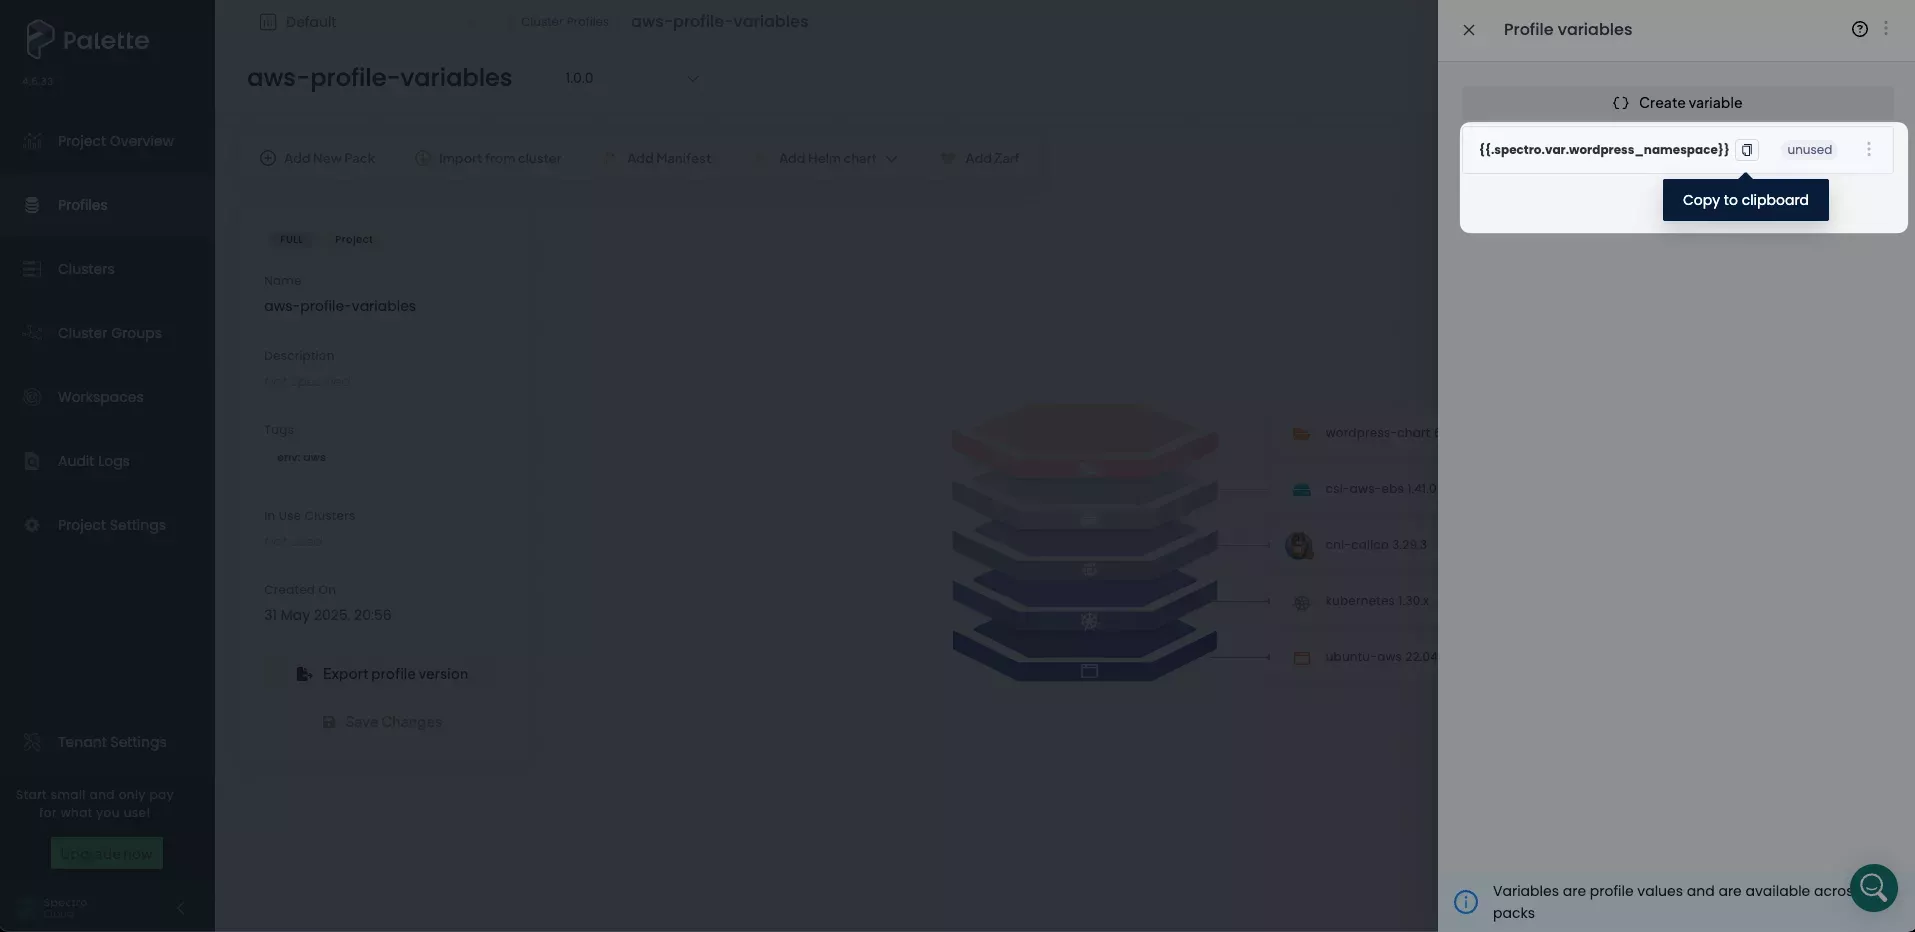 Palette
4.6.33
Project Overview
Profiles
Clusters
Cluster Groups
Workspaces
Audit Logs
Project Settings
Tenant Settings
Start small and only pay
for what you use!
Upgrade now
Spectro
Cloud
Default
Cluster Profiles
aws-profile-variables
aws-profile-variables
1.0.0
Add New Pack
Import from cluster
Add Manifest
Add Helm chart
Add Zarf
FULL
Project
Name
aws-profile-variables
Description
Tags
env: aws
In Use Clusters
Created On
31 May 2025, 20:56
Export profile version
Save Changes
wordpress-chart
csi-aws-ebs 1.41.0
cni-calico 3.29.3
kubernetes 1.30.x
ubuntu-aws 22.04
Profile variables
Create variable
{{.spectro.var.wordpress_namespace}}
unused
Copy to clipboard
Variables are profile values and are available acros
packs